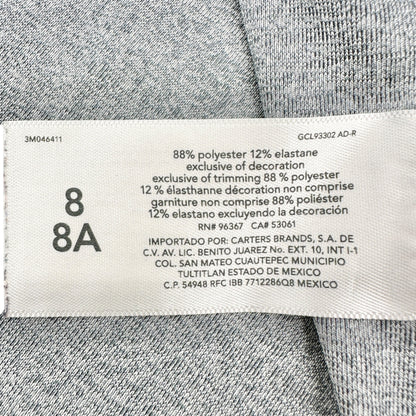 3M046411
GCL93302 AD-R
8
8A
88% polyester 12% elastane
exclusive of decoration
exclusive of trimming 88 % polyester
12 % élasthanne décoration non comprise
garniture non comprise 88% poliéster
12% elastano excluyendo la decoración
RN# 96367 CA# 53061
IMPORTADO POR: CARTERS BRANDS, S.A. DE
C.V. AV. LIC. BENITO JUAREZ No. EXT. 10, INT I-1
COL. SAN MATEO CUAUTEPEC MUNICIPIO
TULTITLAN ESTADO DE MEXICO
C.P. 54948 RFC IBB 7712286Q8 MEXICO